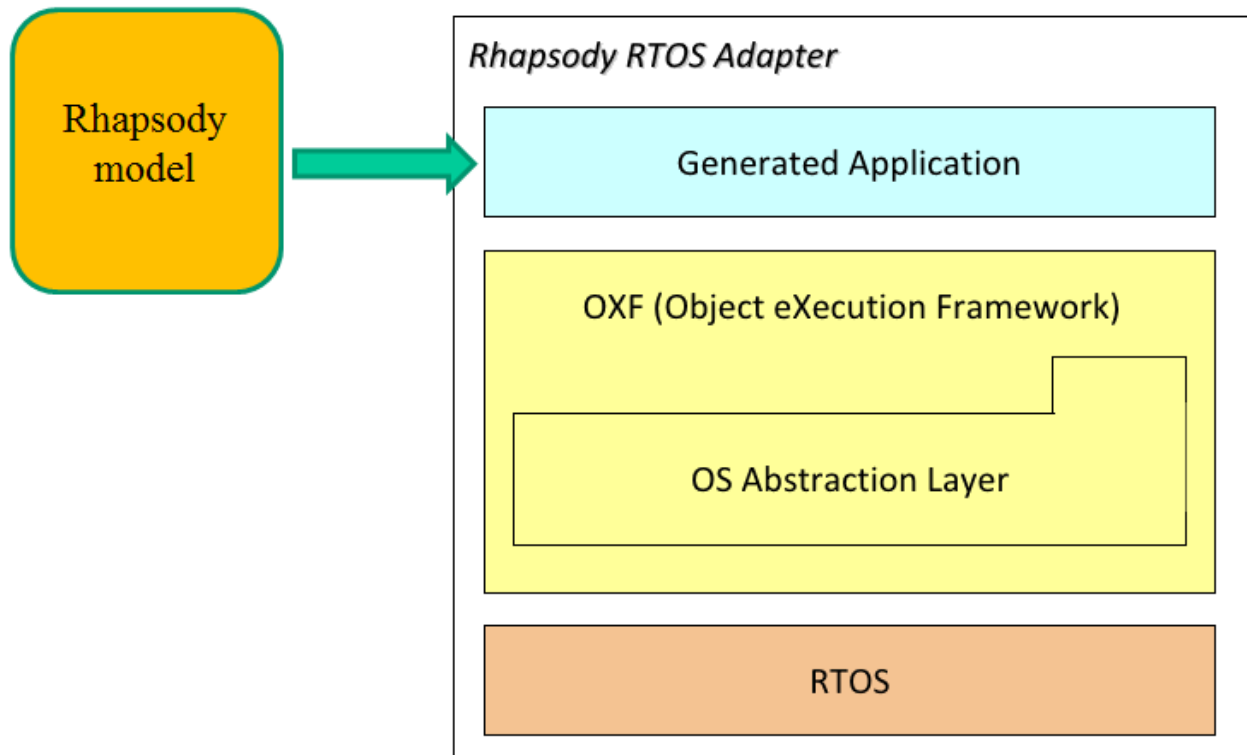 Rhapsody
model
Rhapsody RTOS Adapter
Generated Application
OXF (Object eXecution Framework)
OS Abstraction Layer
RTOS